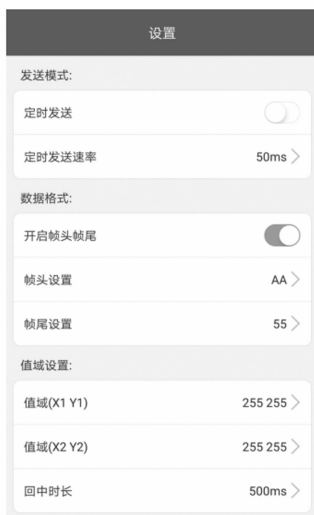 设置
发送模式:
定时发送
定时发送速率 50ms
数据格式:
开启帧头帧尾
帧头设置 AA
帧尾设置 55
值域设置:
值域(X1 Y1) 255 255
值域(X2 Y2) 255 255
回中时长 500ms